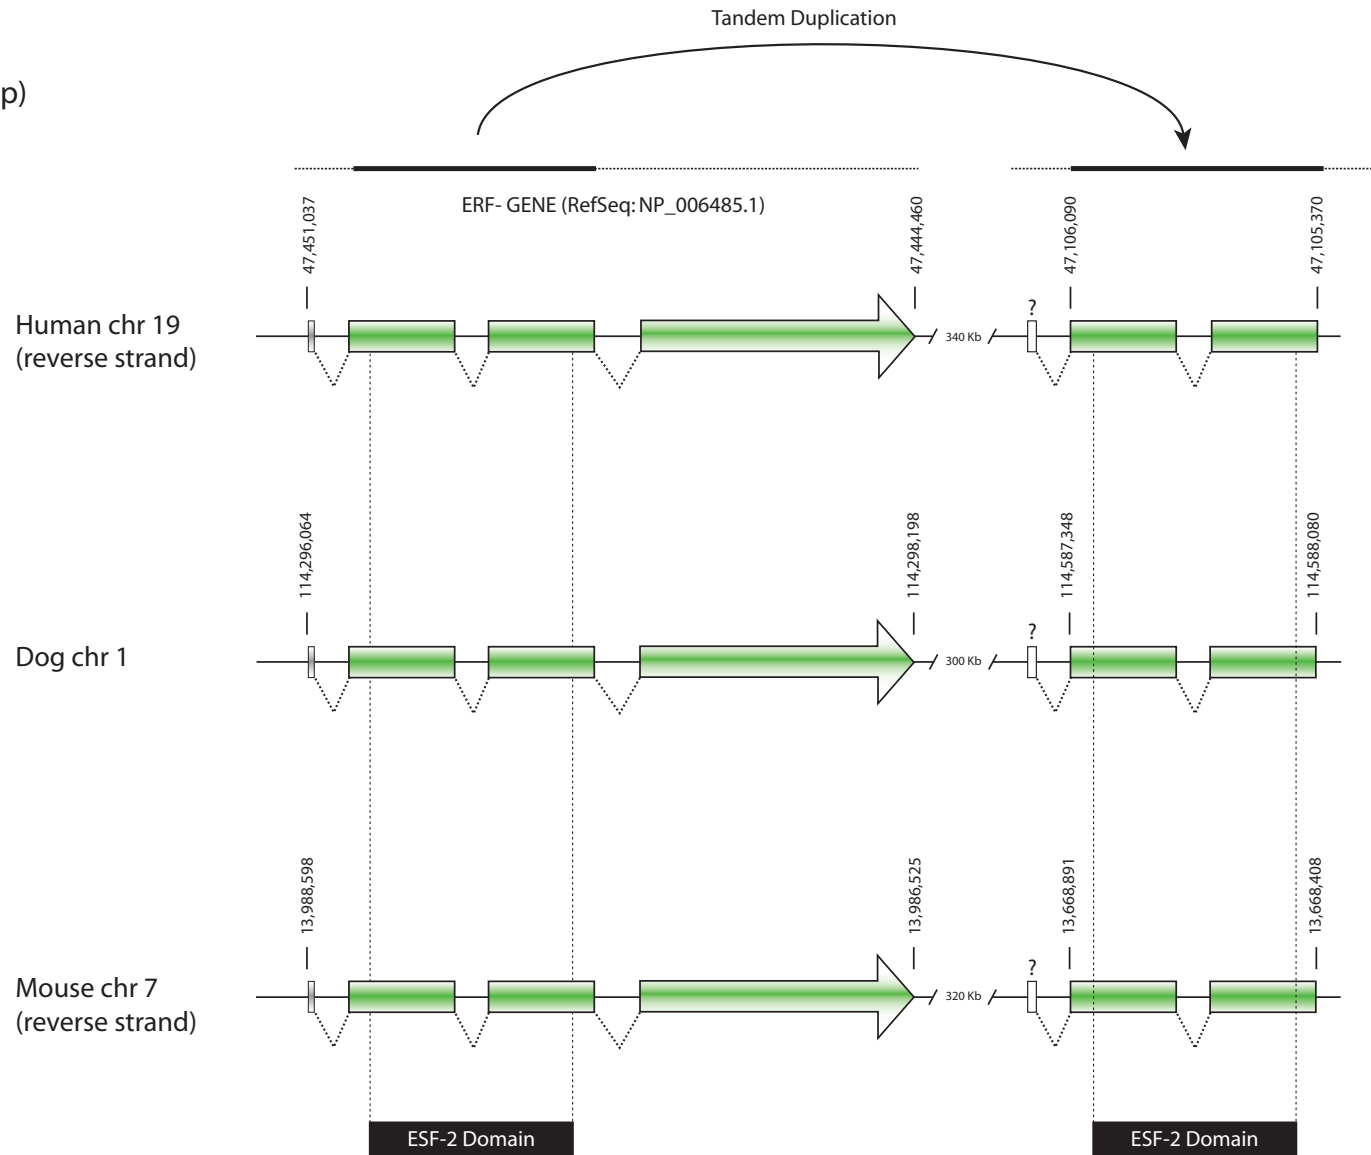 Tandem Duplication
p)
ERF- GENE (RefSeq: NP_006485.1)
47,451,037
47,444,460
47,106,090
47,105,370
Human chr 19
(reverse strand)
340 Kb
?
114,296,064
114,298,198
114,587,348
114,588,080
Dog chr 1
300 Kb
?
13,988,598
13,986,525
13,668,891
13,668,408
Mouse chr 7
(reverse strand)
320 Kb
?
ESF-2 Domain
ESF-2 Domain